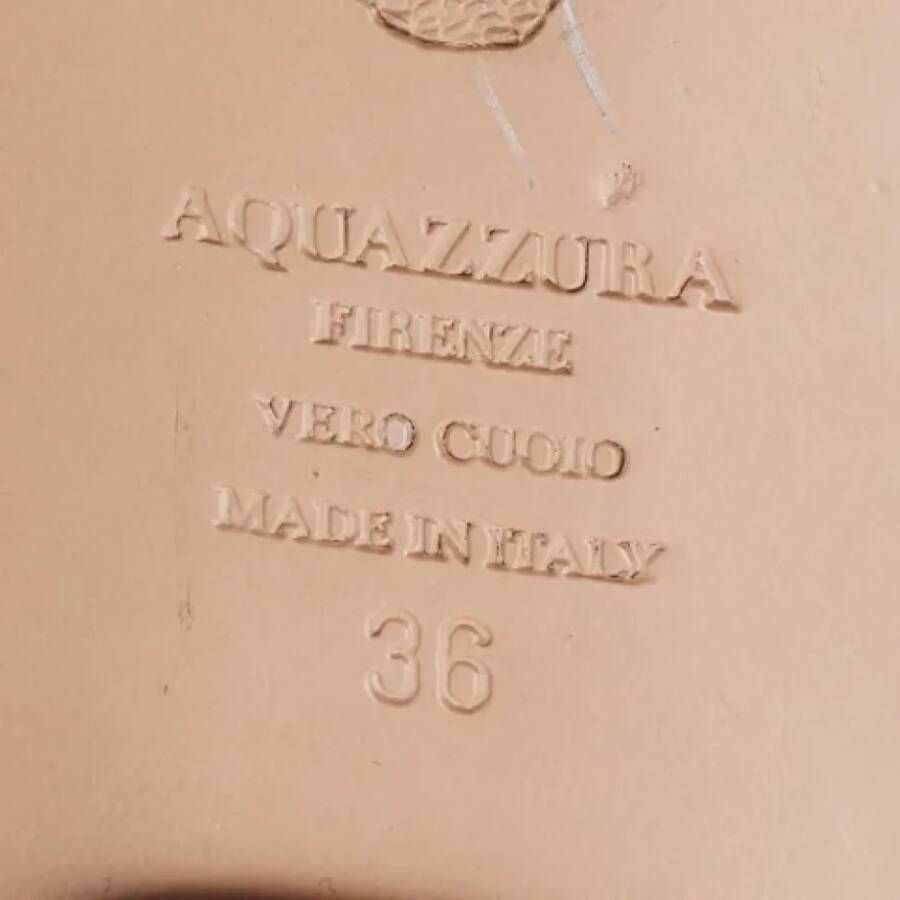 AQUAZZURA
FIRENZE
VERO CUOIO
MADE IN ITALY
36